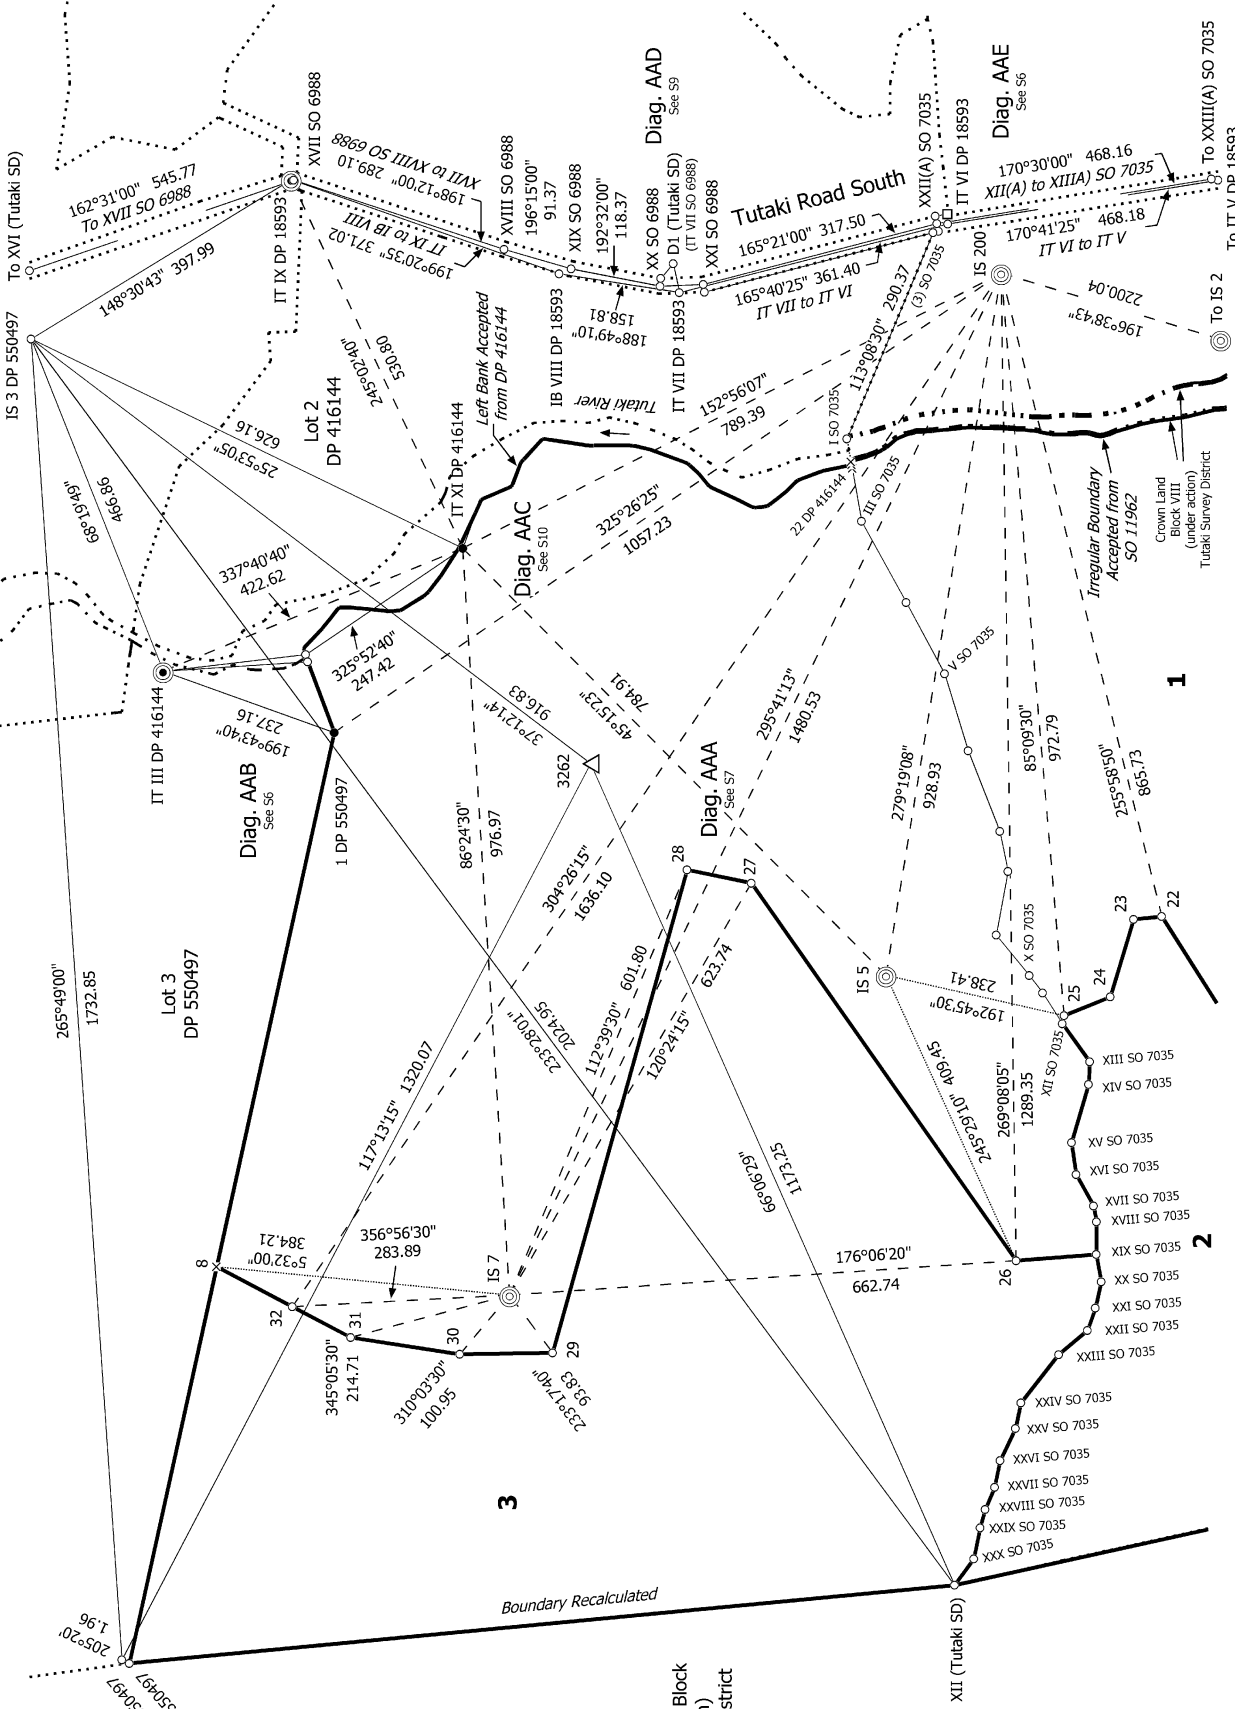 To XVI (Tutaki SD)
162°31'00" 545.77
To XVII SO 6988
IS 3 DP 550497
148°30'43" 397.99
IT IX DP 18593
XVII SO 6988
198°12'00"
289.10
XVII to XVIII SO 6988
199°20'35" 371.02
IT IX to IB VIII
XVIII SO 6988
196°15'00"
91.37
XIX SO 6988
192°32'00"
118.37
XX SO 6988
D1 (Tutaki SD)
(IT VII SO 6988)
XXI SO 6988
Diag. AAD
See S9
IB VIII DP 18593
188°49'10"
158.81
IT VII DP 18593
Tutaki Road South
165°21'00" 317.50
165°40'25" 361.40
IT VII to IT VI
XXII(A) SO 7035
IT VI DP 18593
Diag. AAE
See S6
170°30'00" 468.16
XII(A) to XIIIA) SO 7035
170°41'25" 468.18
IT VI to IT V
To XXIII(A) SO 7035
To IT V DP 18593
IS 200
196°38'43"
2200.04
To IS 2
113°08'30" 290.37
(3) SO 7035
I SO 7035
22 DP 416144
III SO 7035
V SO 7035
X SO 7035
XII SO 7035
Tutaki River
Left Bank Accepted
from DP 416144
Lot 2
DP 416144
IT XI DP 416144
245°02'40"
530.80
68°19'49"
466.86
25°53'05"
626.16
337°40'40"
422.62
IT III DP 416144
199°43'40"
237.16
325°52'40"
247.42
Diag. AAC
See S10
Diag. AAB
See S6
1 DP 550497
37°12'14"
916.83
3262
45°15'23"
784.91
152°56'07"
789.39
325°26'25"
1057.23
295°41'13"
1480.53
304°26'15"
1636.10
86°24'30"
976.97
Diag. AAA
See S7
279°19'08"
928.93
85°09'30"
972.79
255°58'50"
865.73
Irregular Boundary
Accepted from
SO 11962
Crown Land
Block VIII
(under action)
Tutaki Survey District
1
265°49'00"
1732.85
Lot 3
DP 550497
117°13'15" 1320.07
233°28'01"
2024.95
112°39'30" 601.80
120°24'15" 623.74
66°06'29"
1173.25
IS 5
192°45'30"
238.41
245°29'10" 409.45
269°08'05"
1289.35
28
27
26
25
24
23
22
8
5°32'00"
384.21
356°56'30"
283.89
IS 7
32
31
30
29
345°05'30"
214.71
310°03'30"
100.95
233°17'40"
93.83
176°06'20"
662.74
XIII SO 7035
XIV SO 7035
XV SO 7035
XVI SO 7035
XVII SO 7035
XVIII SO 7035
XIX SO 7035
XX SO 7035
XXI SO 7035
XXII SO 7035
XXIII SO 7035
XXIV SO 7035
XXV SO 7035
XXVI SO 7035
XXVII SO 7035
XXVIII SO 7035
XXIX SO 7035
XXX SO 7035
2
3
Boundary Recalculated
205°20'
1.96
50497
550497
XII (Tutaki SD)
Block
)
strict